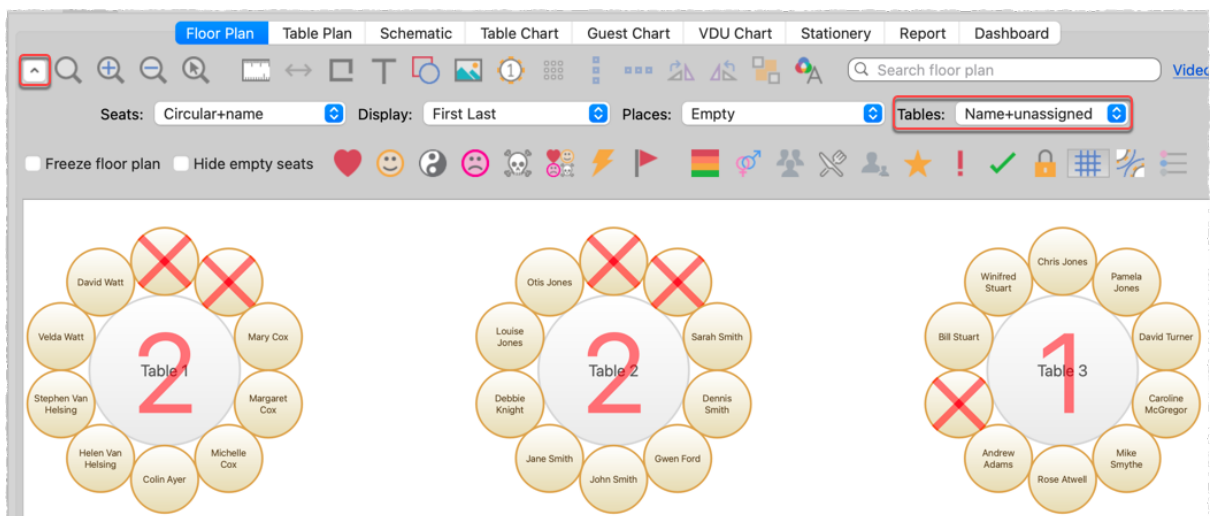 Floor Plan Table Plan Schematic Table Chart Guest Chart VDU Chart Stationery Report Dashboard
1 Search floor plan Video
Seats: Circular+name Display: First Last Places: Empty Tables: Name+unassigned
Freeze floor plan Hide empty seats
David Watt
Velda Watt
Mary Cox
2
Table 1
Stephen Van
Helsing
Margaret
Cox
Helen Van
Helsing
Michelle
Cox
Colin Ayer
Otis Jones
Louise
Jones
Sarah Smith
2
Table 2
Debbie
Knight
Dennis
Smith
Jane Smith
Gwen Ford
John Smith
Chris Jones
Winifred
Stuart
Pamela
Jones
Bill Stuart
David Turner
1
Table 3
Caroline
McGregor
Andrew
Adams
Mike
Smythe
Rose Atwell